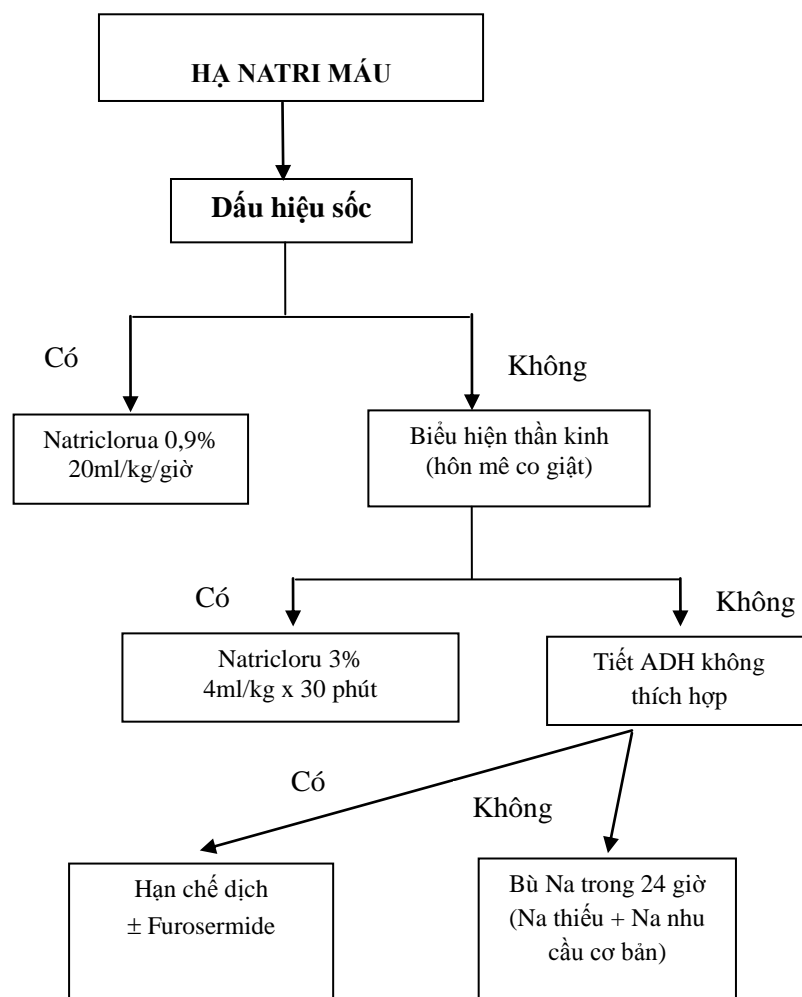 HẠ NATRI MÁU
Dấu hiệu sốc
Có
Không
Natriclorua 0,9%
20ml/kg/giờ
Biểu hiện thần kinh
(hôn mê co giật)
Có
Không
Natricloru 3%
4ml/kg x 30 phút
Tiết ADH không
thích hợp
Có
Không
Hạn chế dịch
± Furosermide
Bù Na trong 24 giờ
(Na thiếu + Na nhu
cầu cơ bản)